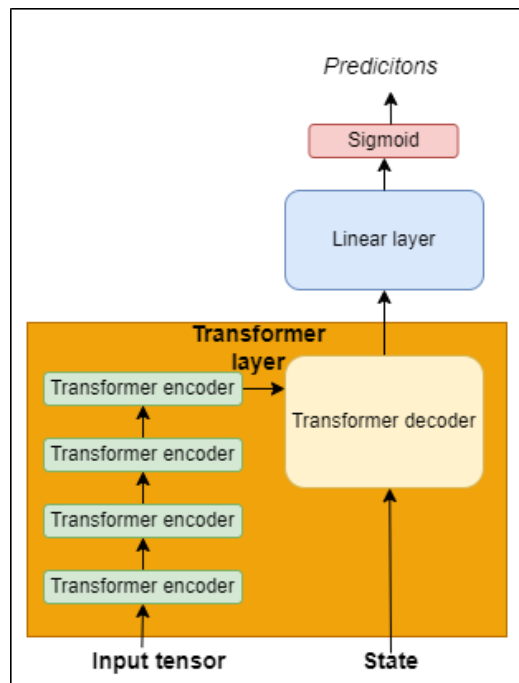 Predicitons
Sigmoid
Linear layer
Transformer
layer
Transformer encoder
Transformer decoder
Transformer encoder
Transformer encoder
Transformer encoder
Input tensor
State